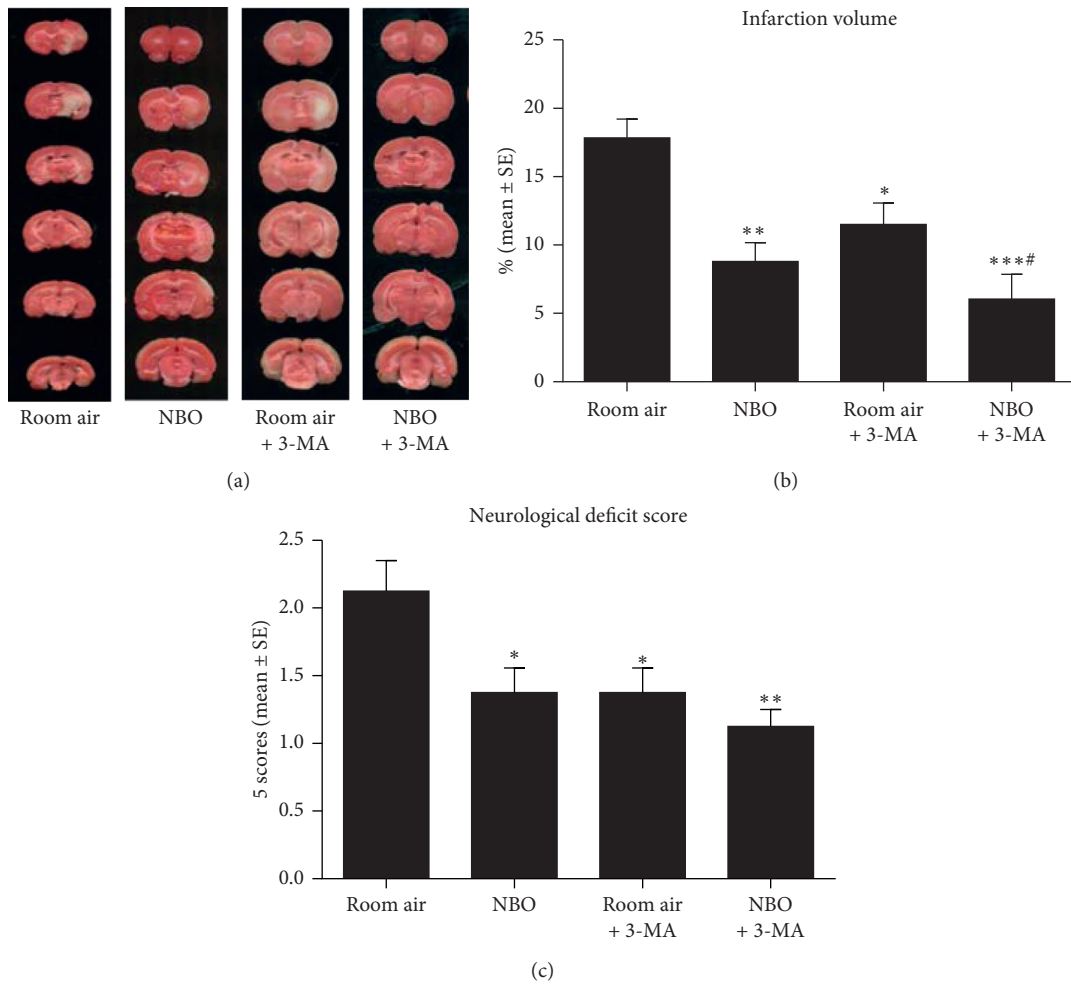 Room air
NBO
Room air
+ 3-MA
NBO
+ 3-MA
(a)
Infarction volume
% (mean ± SE)
25
20
15
10
5
0
**
*
***#
Room air
NBO
Room air
+ 3-MA
NBO
+ 3-MA
(b)
Neurological deficit score
5 scores (mean ± SE)
2.5
2.0
1.5
1.0
0.5
0.0
*
*
**
Room air
NBO
Room air
+ 3-MA
NBO
+ 3-MA
(c)